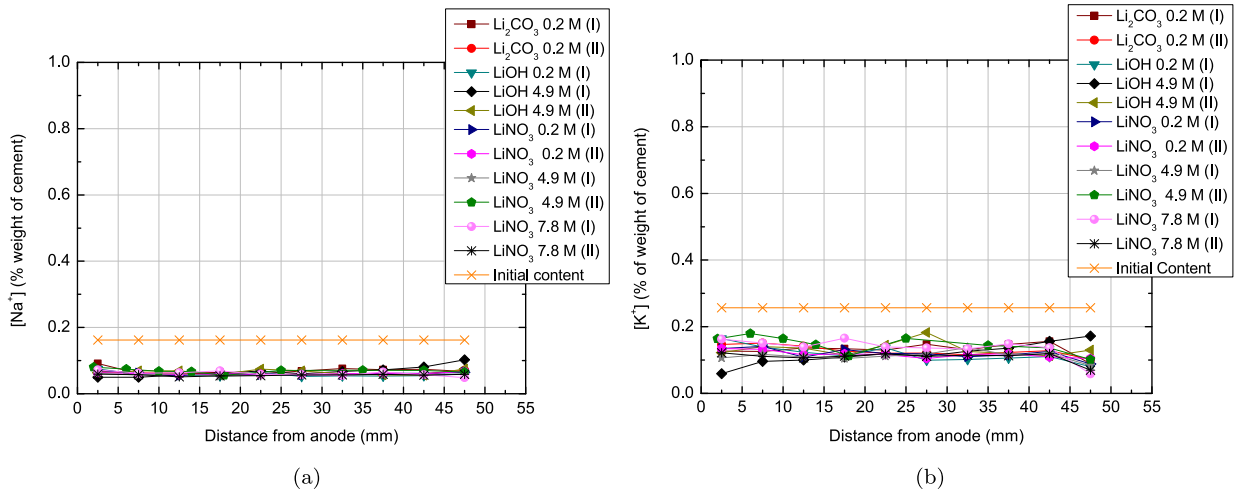 Li₂CO₃ 0.2 M (I)
Li₂CO₃ 0.2 M (II)
LiOH 0.2 M (I)
LiOH 4.9 M (I)
LiOH 4.9 M (II)
LiNO₃ 0.2 M (I)
LiNO₃ 0.2 M (II)
LiNO₃ 4.9 M (I)
LiNO₃ 4.9 M (II)
LiNO₃ 7.8 M (I)
LiNO₃ 7.8 M (II)
Initial content
1.0
0.8
0.6
0.4
0.2
0.0
[Na⁺] (% weight of cement)
0 5 10 15 20 25 30 35 40 45 50 55
Distance from anode (mm)
(a)
Li₂CO₃ 0.2 M (I)
Li₂CO₃ 0.2 M (II)
LiOH 0.2 M (I)
LiOH 4.9 M (I)
LiOH 4.9 M (II)
LiNO₃ 0.2 M (I)
LiNO₃ 0.2 M (II)
LiNO₃ 4.9 M (I)
LiNO₃ 4.9 M (II)
LiNO₃ 7.8 M (I)
LiNO₃ 7.8 M (II)
Initial Content
1.0
0.8
0.6
0.4
0.2
0.0
[K⁺] (% of weight of cement)
0 5 10 15 20 25 30 35 40 45 50 55
Distance from anode (mm)
(b)